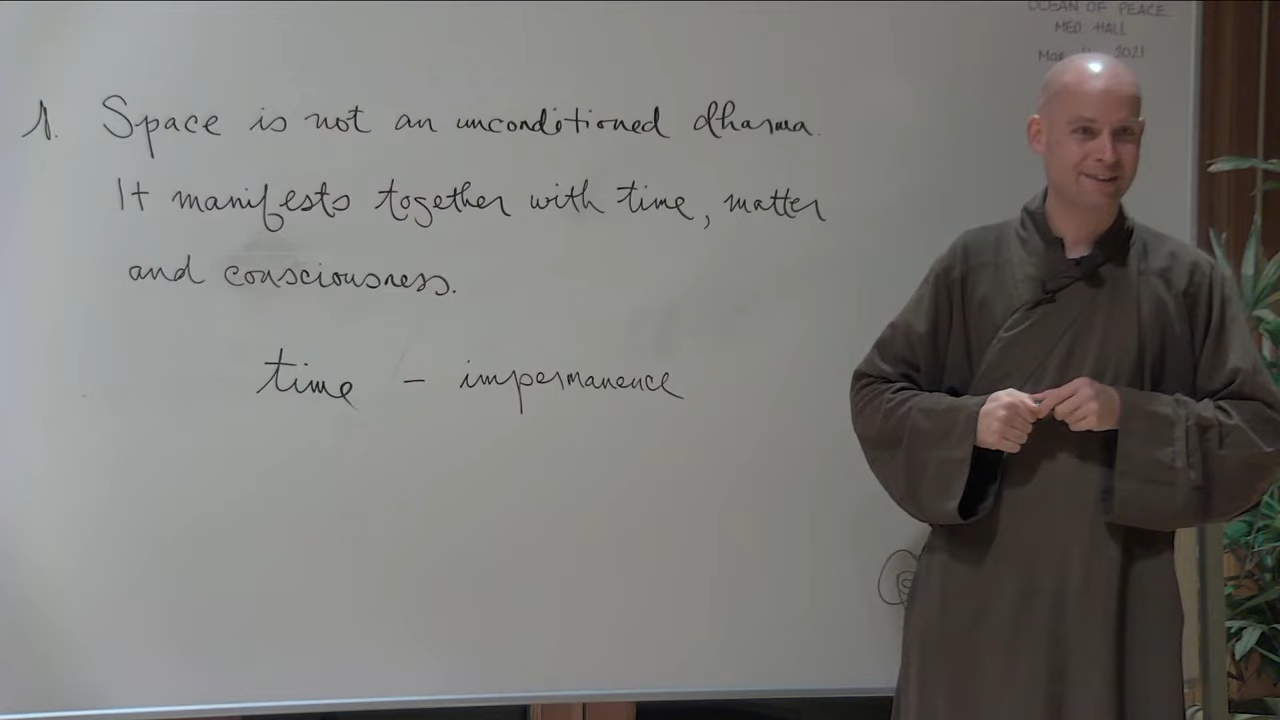 OCEAN OF PEACE
MED HALL
2021
1. Space is not an unconditioned dharma.
It manifests together with time, matter
and consciousness.
time – impermanence